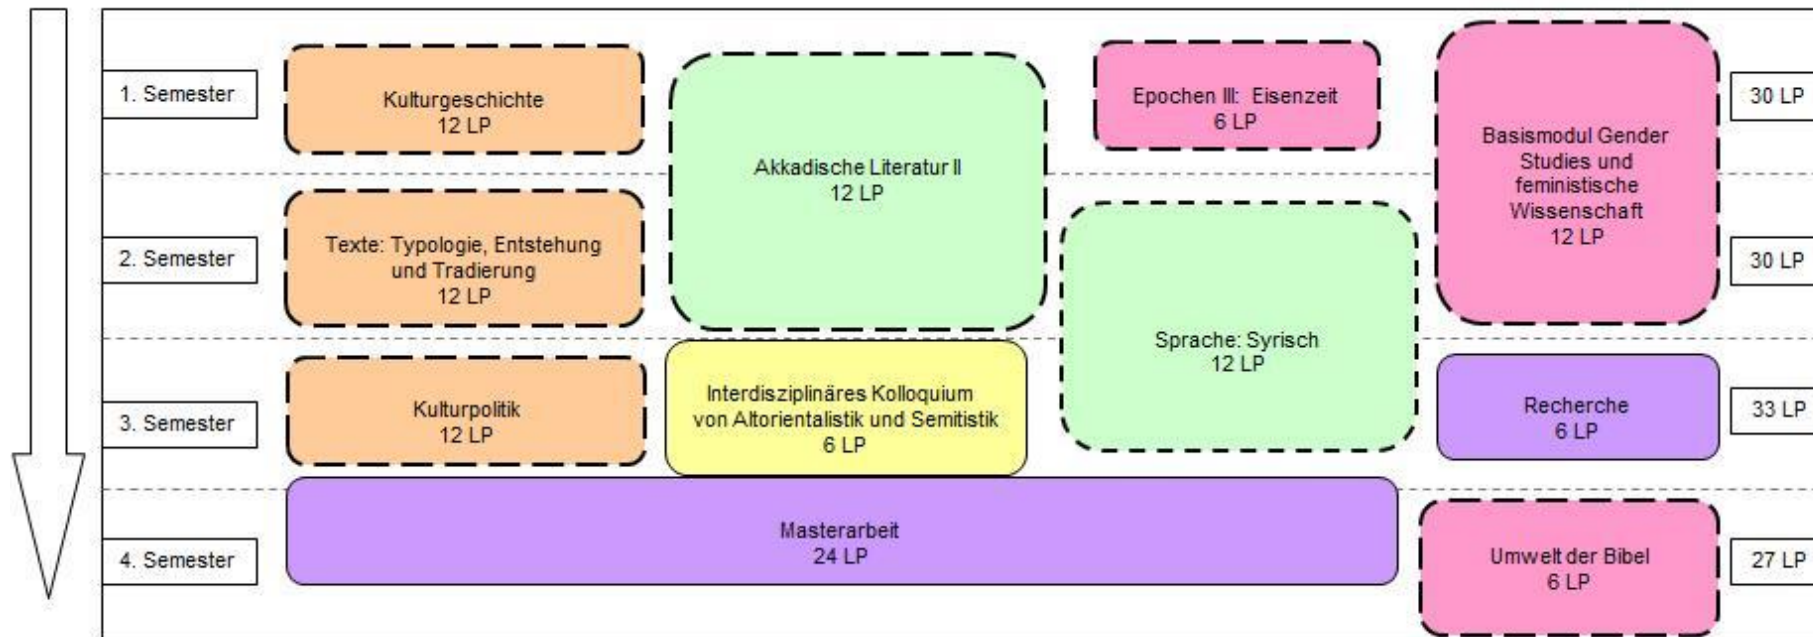 1. Semester
Kulturgeschichte
12 LP
Akkadische Literatur II
12 LP
Epochen III: Eisenzeit
6 LP
Basismodul Gender
Studies und
feministische
Wissenschaft
12 LP
30 LP
2. Semester
Texte: Typologie, Entstehung
und Tradierung
12 LP
Sprache: Syrisch
12 LP
30 LP
3. Semester
Kulturpolitik
12 LP
Interdisziplinäres Kolloquium
von Altorientalistik und Semitistik
6 LP
Recherche
6 LP
33 LP
4. Semester
Masterarbeit
24 LP
Umwelt der Bibel
6 LP
27 LP